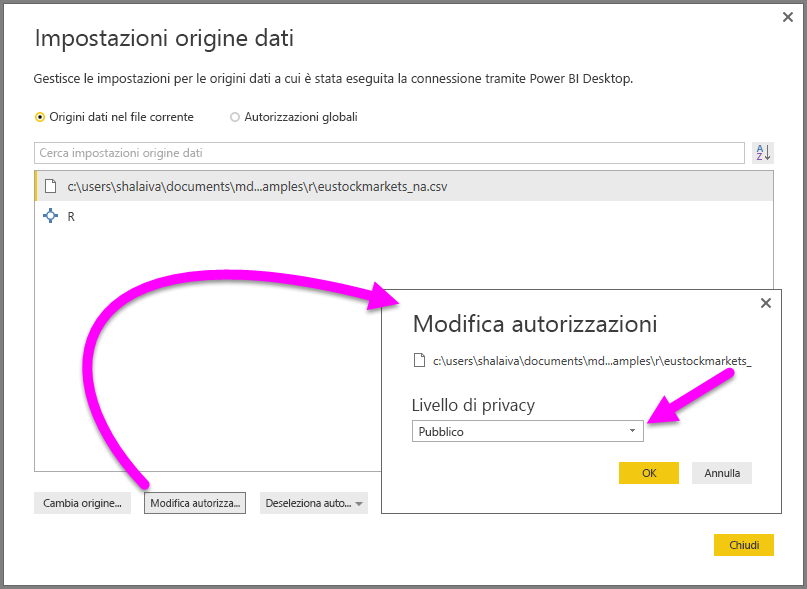 Impostazioni origine dati
Gestisce le impostazioni per le origini dati a cui è stata eseguita la connessione tramite Power BI Desktop.
Origini dati nel file corrente
Autorizzazioni globali
Cerca impostazioni origine dati
A
Z
c:\users\shalaiva\documents\md...amples\r\eustockmarkets_na.csv
R
Modifica autorizzazioni
c:\users\shalaiva\documents\md...amples\r\eustockmarkets_
Livello di privacy
Pubblico
OK
Annulla
Cambia origine...
Modifica autorizza...
Deseleziona auto...
Chiudi